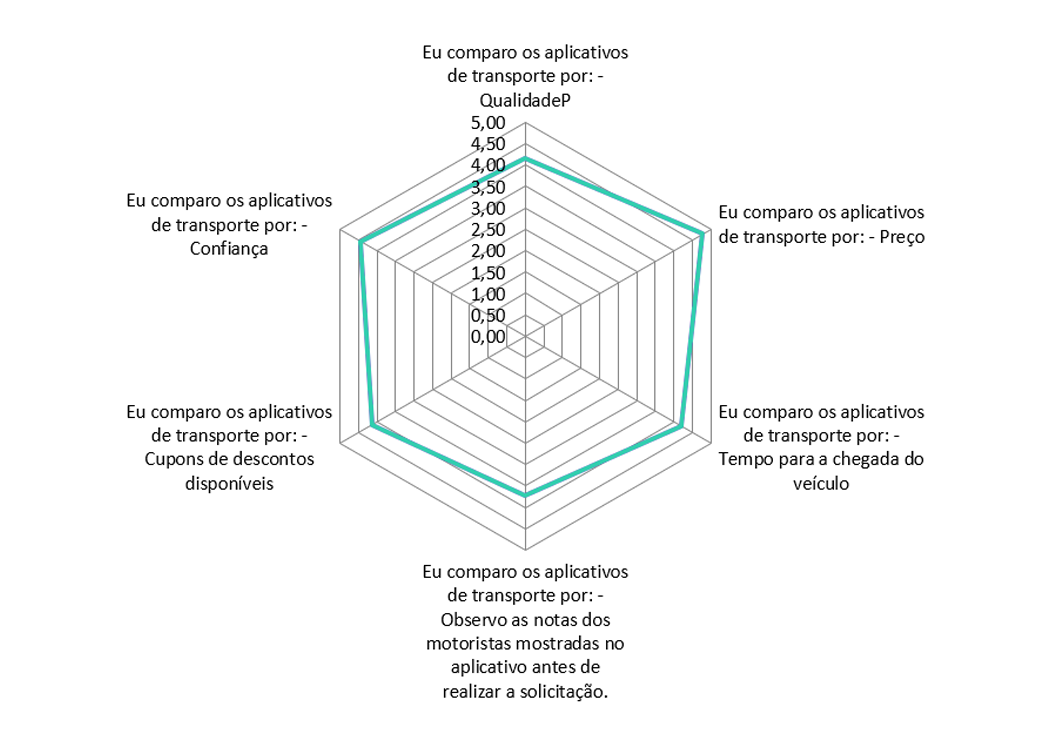 Eu comparo os aplicativos
de transporte por: -
QualidadeP
5,00
4,50
4,00
3,50
3,00
2,50
2,00
1,50
1,00
0,50
0,00
Eu comparo os aplicativos
de transporte por: - Preço
Eu comparo os aplicativos
de transporte por: -
Tempo para a chegada do
veículo
Eu comparo os aplicativos
de transporte por: -
Observo as notas dos
motoristas mostradas no
aplicativo antes de
realizar a solicitação.
Eu comparo os aplicativos
de transporte por: -
Cupons de descontos
disponíveis
Eu comparo os aplicativos
de transporte por: -
Confiança